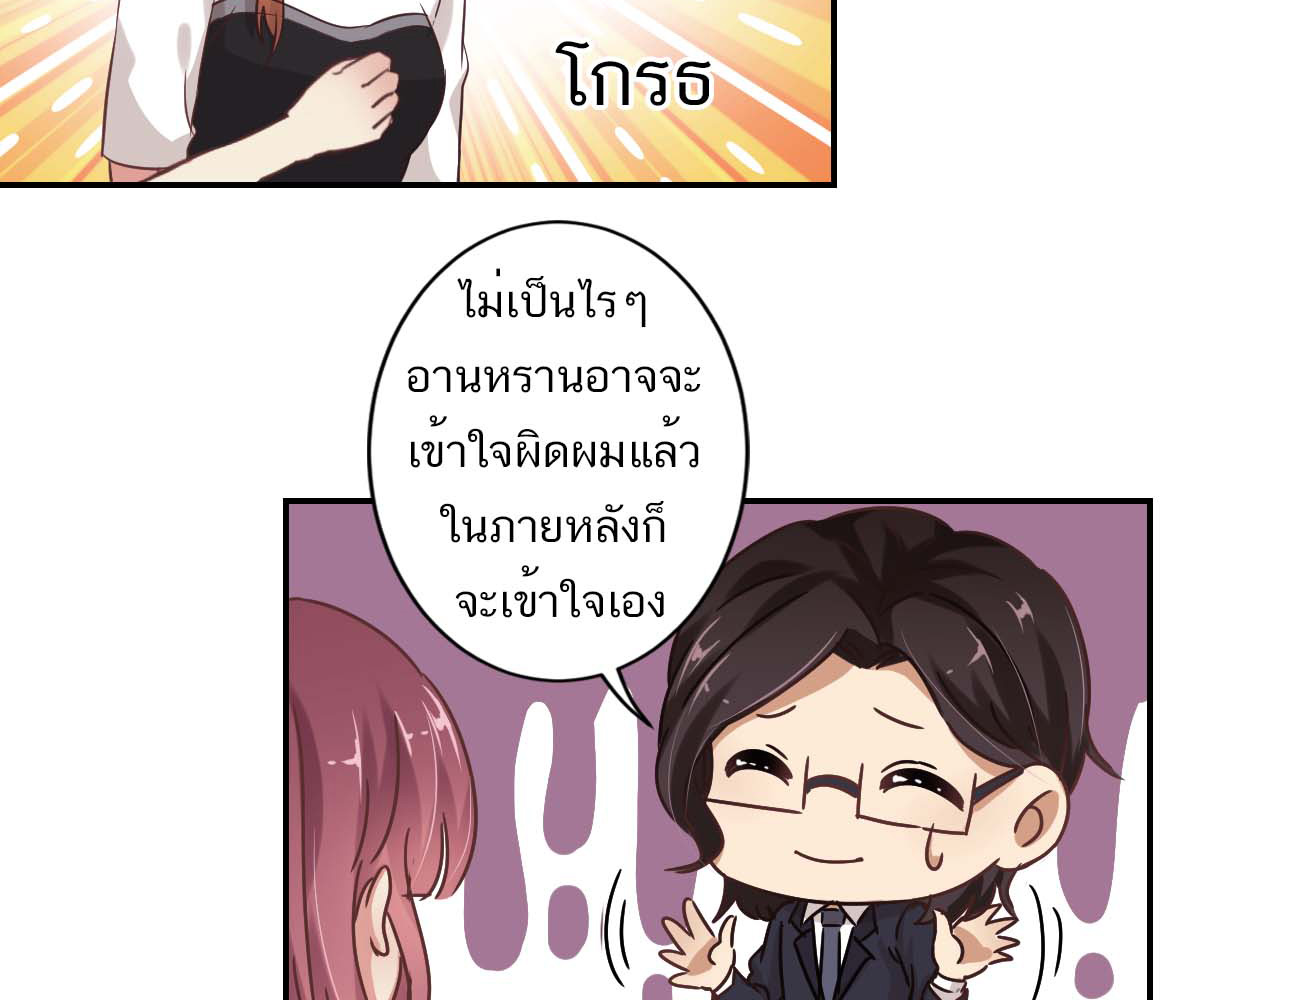 โกรธ
ไม่เป็นไรๆ
อานหรานอาจจะ
เข้าใจผิดผมแล้ว
ในภายหลังก็
จะเข้าใจเอง